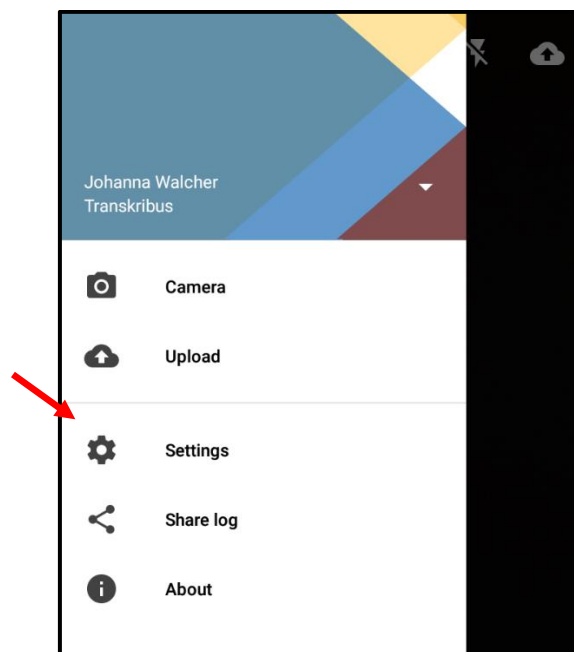 Johanna Walcher
Transkribus
Camera
Upload
Settings
Share log
About